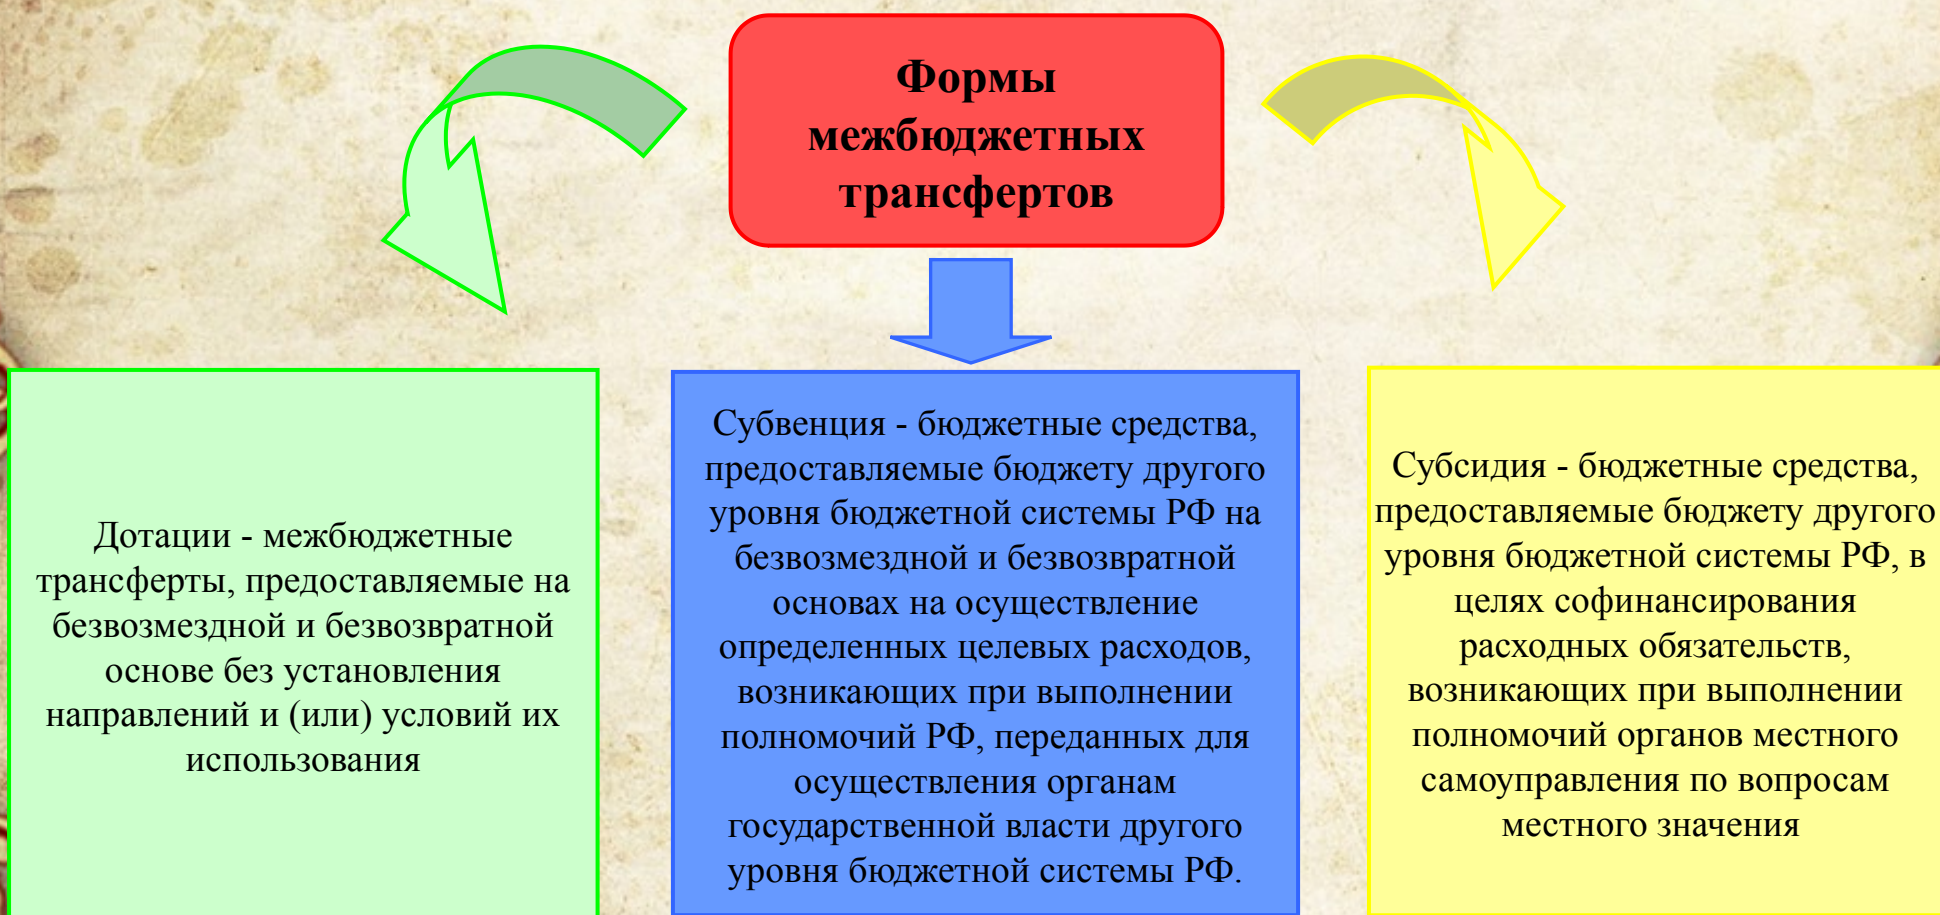 Формы
межбюджетных
трансфертов
Дотации - межбюджетные
трансферты, предоставляемые на
безвозмездной и безвозвратной
основе без установления
направлений и (или) условий их
использования
Субвенция - бюджетные средства,
предоставляемые бюджету другого
уровня бюджетной системы РФ на
безвозмездной и безвозвратной
основах на осуществление
определенных целевых расходов,
возникающих при выполнении
полномочий РФ, переданных для
осуществления органам
государственной власти другого
уровня бюджетной системы РФ.
Субсидия - бюджетные средства,
предоставляемые бюджету другого
уровня бюджетной системы РФ, в
целях софинансирования
расходных обязательств,
возникающих при выполнении
полномочий органов местного
самоуправления по вопросам
местного значения